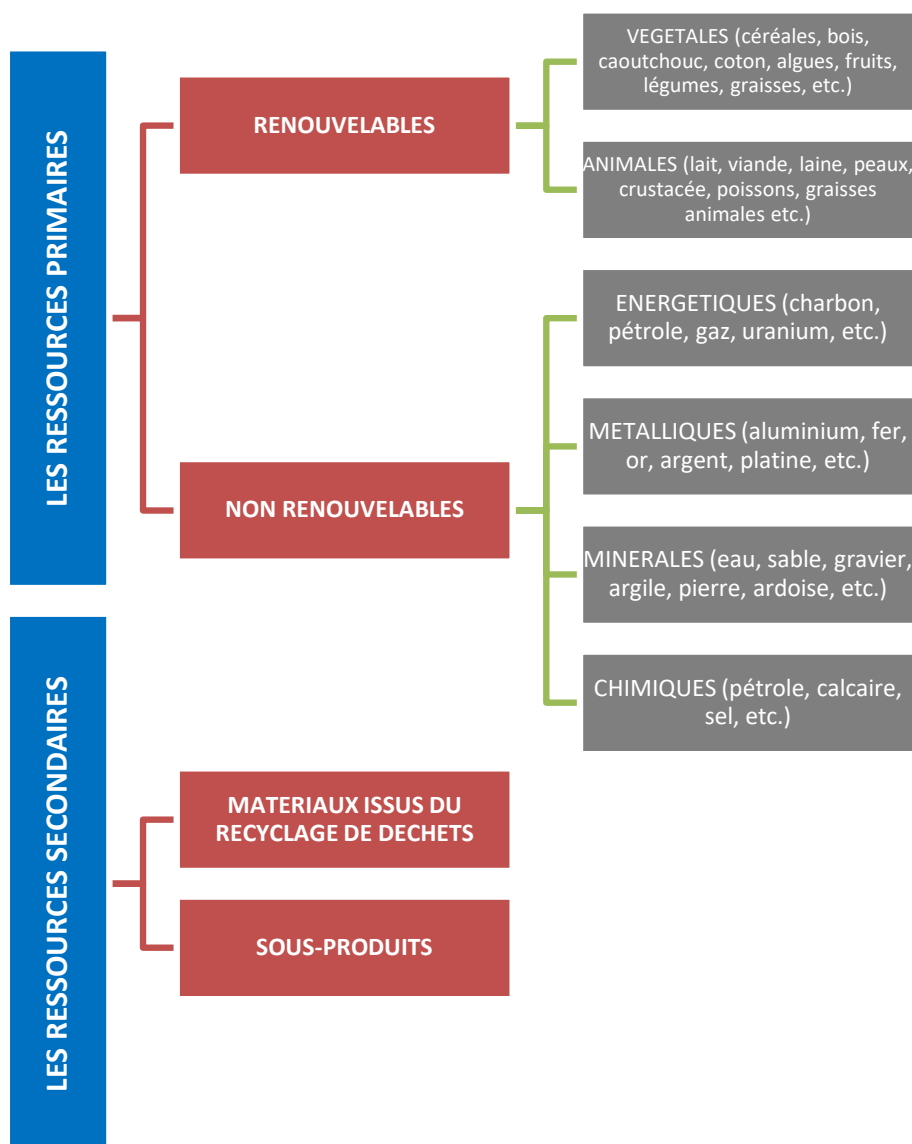 LES RESSOURCES PRIMAIRES
RENOUVELABLES
VEGETALES (céréales, bois,
caoutchouc, coton, algues, fruits,
légumes, graisses, etc.)
ANIMALES (lait, viande, laine, peaux,
crustacée, poissons, graisses
animales etc.)
NON RENOUVELABLES
ENERGETIQUES (charbon,
pétrole, gaz, uranium, etc.)
METALLIQUES (aluminium, fer,
or, argent, platine, etc.)
MINERALES (eau, sable, gravier,
argile, pierre, ardoise, etc.)
CHIMIQUES (pétrole, calcaire,
sel, etc.)
LES RESSOURCES SECONDAIRES
MATERIAUX ISSUS DU
RECYCLAGE DE DECHETS
SOUS-PRODUITS